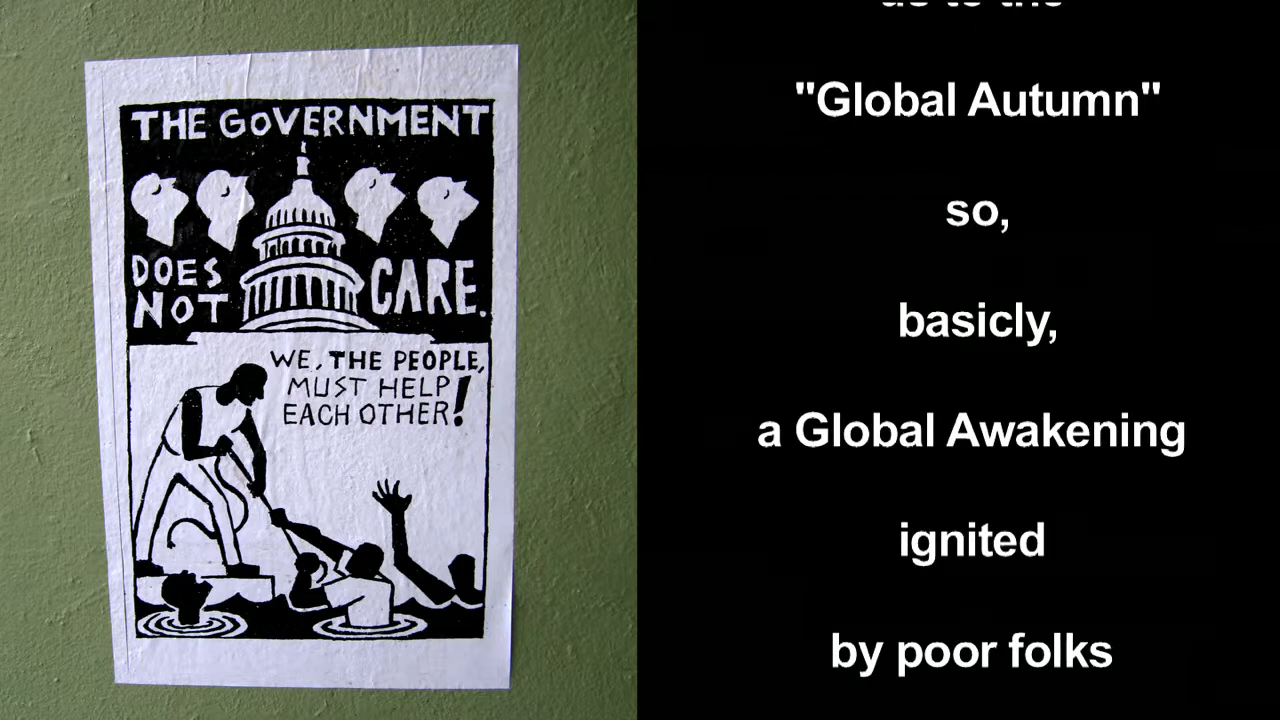 THE GOVERNMENT
DOES
NOT
CARE.
WE, THE PEOPLE,
MUST HELP
EACH OTHER!
"Global Autumn"
so,
basicly,
a Global Awakening
ignited
by poor folks